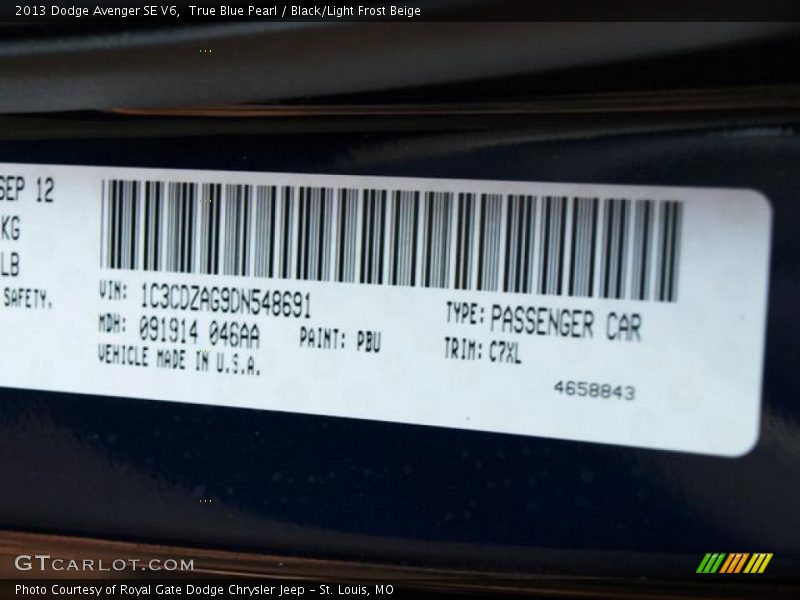 2013 Dodge Avenger SE V6, True Blue Pearl / Black/Light Frost Beige
SEP 12
KG
LB
SAFETY.
VIN: 1C3CDZAG9DN548691
MDH: 091914 046AA
PAINT: PBU
VEHICLE MADE IN U.S.A.
TYPE: PASSENGER CAR
TRIM: C7XL
4658843
GTCARLOT.COM
Photo Courtesy of Royal Gate Dodge Chrysler Jeep – St. Louis, MO